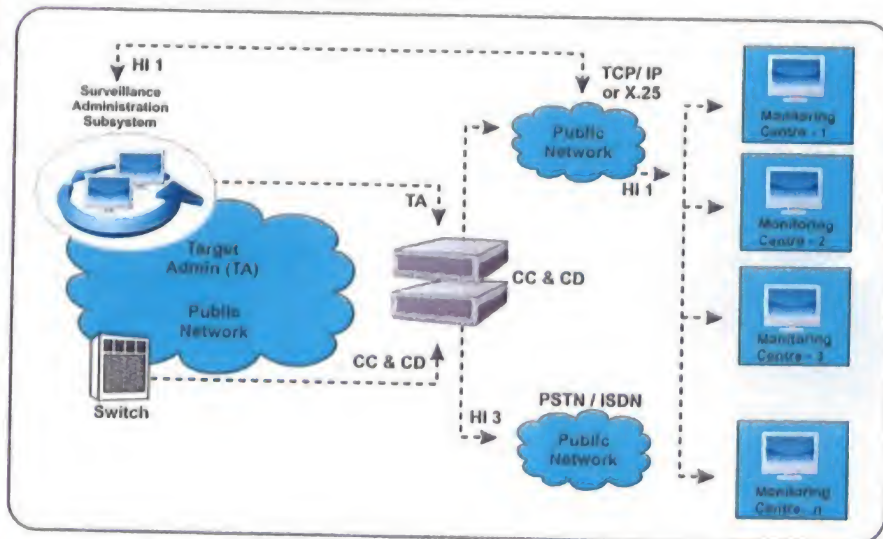 HI 1
Surveillance
Administration
Subsystem
TCP/ IP
or X.25
Public
Network
HI 1
TA
Target
Admin (TA)
Public
Network
CC & CD
CC & CD
Switch
HI 3
PSTN / ISDN
Public
Network
Monitoring
Centre - 1
Monitoring
Centre - 2
Monitoring
Centre - 3
Monitoring
Centre - n